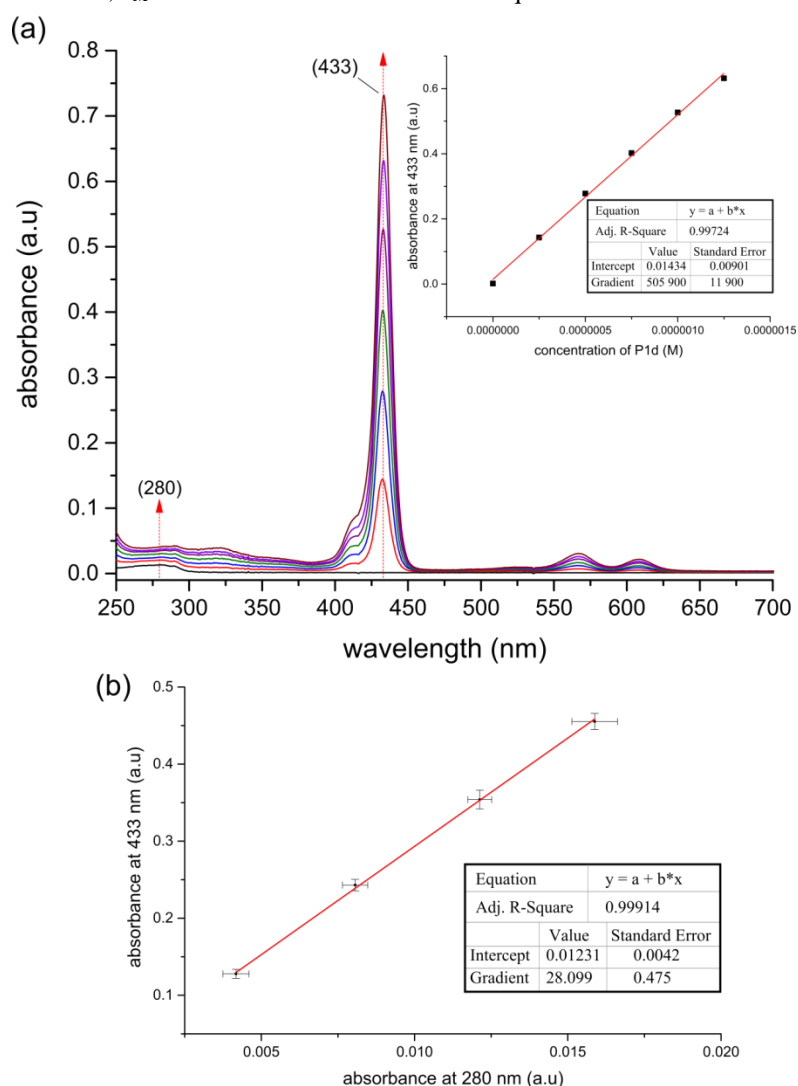 (a)
(433)
(280)
0.8
0.7
0.6
0.5
0.4
0.3
0.2
0.1
0.0
absorbance (a.u)
250 300 350 400 450 500 550 600 650 700
wavelength (nm)
0.6
0.4
0.2
0.0
absorbance at 433 nm (a.u)
Equation y = a + b*x
Adj. R-Square 0.99724
Value Standard Error
Intercept 0.01434 0.00901
Gradient 505 900 11 900
0.0000000 0.0000005 0.0000010 0.0000015
concentration of P1d (M)
(b)
0.5
0.4
0.3
0.2
0.1
absorbance at 433 nm (a.u)
Equation y = a + b*x
Adj. R-Square 0.99914
Value Standard Error
Intercept 0.01231 0.0042
Gradient 28.099 0.475
0.005 0.010 0.015 0.020
absorbance at 280 nm (a.u)